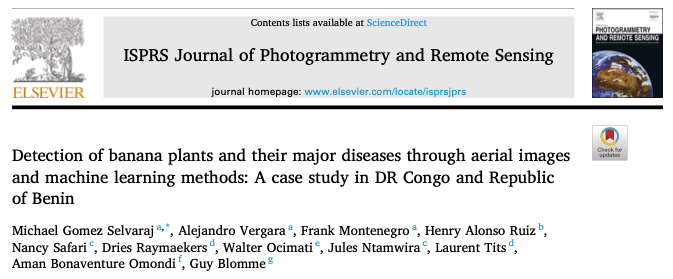 Contents lists available at ScienceDirect
ISPRS Journal of Photogrammetry and Remote Sensing
journal homepage: www.elsevier.com/locate/isprsjprs
ELSEVIER
PHOTOGRAMMETRY
AND REMOTE SENSING
Check for
updates
Detection of banana plants and their major diseases through aerial images
and machine learning methods: A case study in DR Congo and Republic
of Benin
Michael Gomez Selvaraj a,*, Alejandro Vergara a, Frank Montenegro a, Henry Alonso Ruiz b,
Nancy Safari c, Dries Raymaekers d, Walter Ocimati e, Jules Ntamwira c, Laurent Tits d,
Aman Bonaventure Omondi f, Guy Blomme g